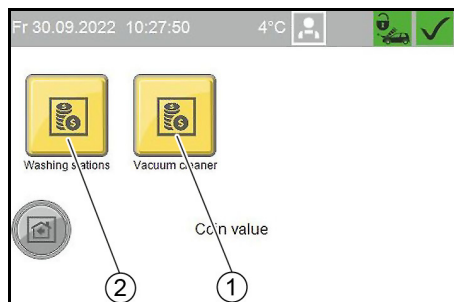 Fr 30.09.2022 10:27:50 4°C
Washing stations Vacuum cleaner
Coin value
2 1